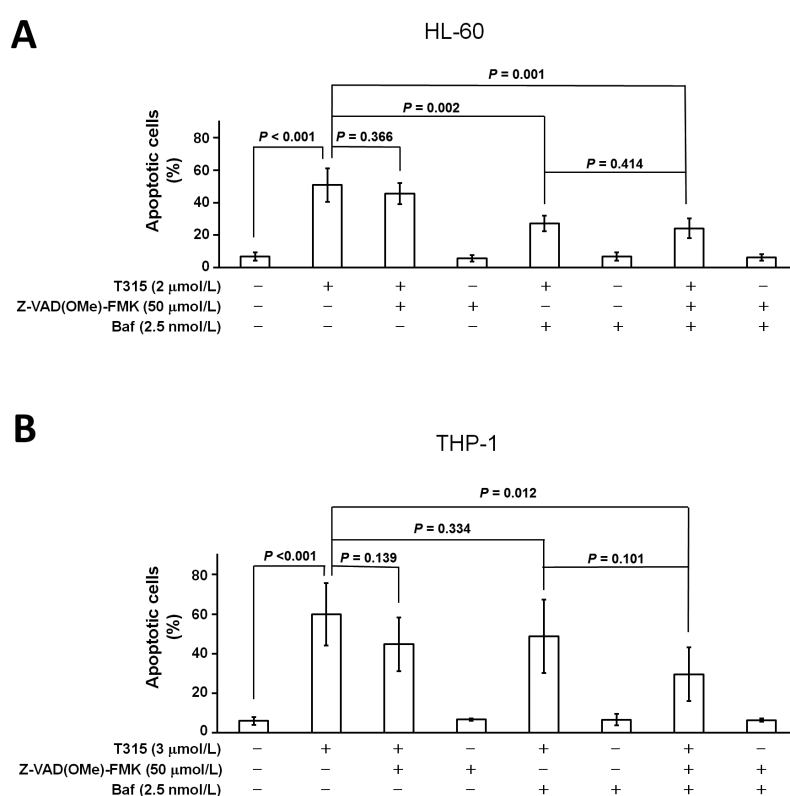 A
HL-60
P = 0.001
P = 0.002
P < 0.001
P = 0.366
P = 0.414
Apoptotic cells
(%)
80
60
40
20
0
T315 (2 μmol/L) − + + − + − + −
Z-VAD(OMe)-FMK (50 μmol/L) − − + + − − + +
Baf (2.5 nmol/L) − − − − + + + +
B
THP-1
P = 0.012
P = 0.334
P <0.001
P = 0.139
P = 0.101
Apoptotic cells
(%)
80
60
40
20
0
T315 (3 μmol/L) − + + − + − + −
Z-VAD(OMe)-FMK (50 μmol/L) − − + + − − + +
Baf (2.5 nmol/L) − − − − + + + +